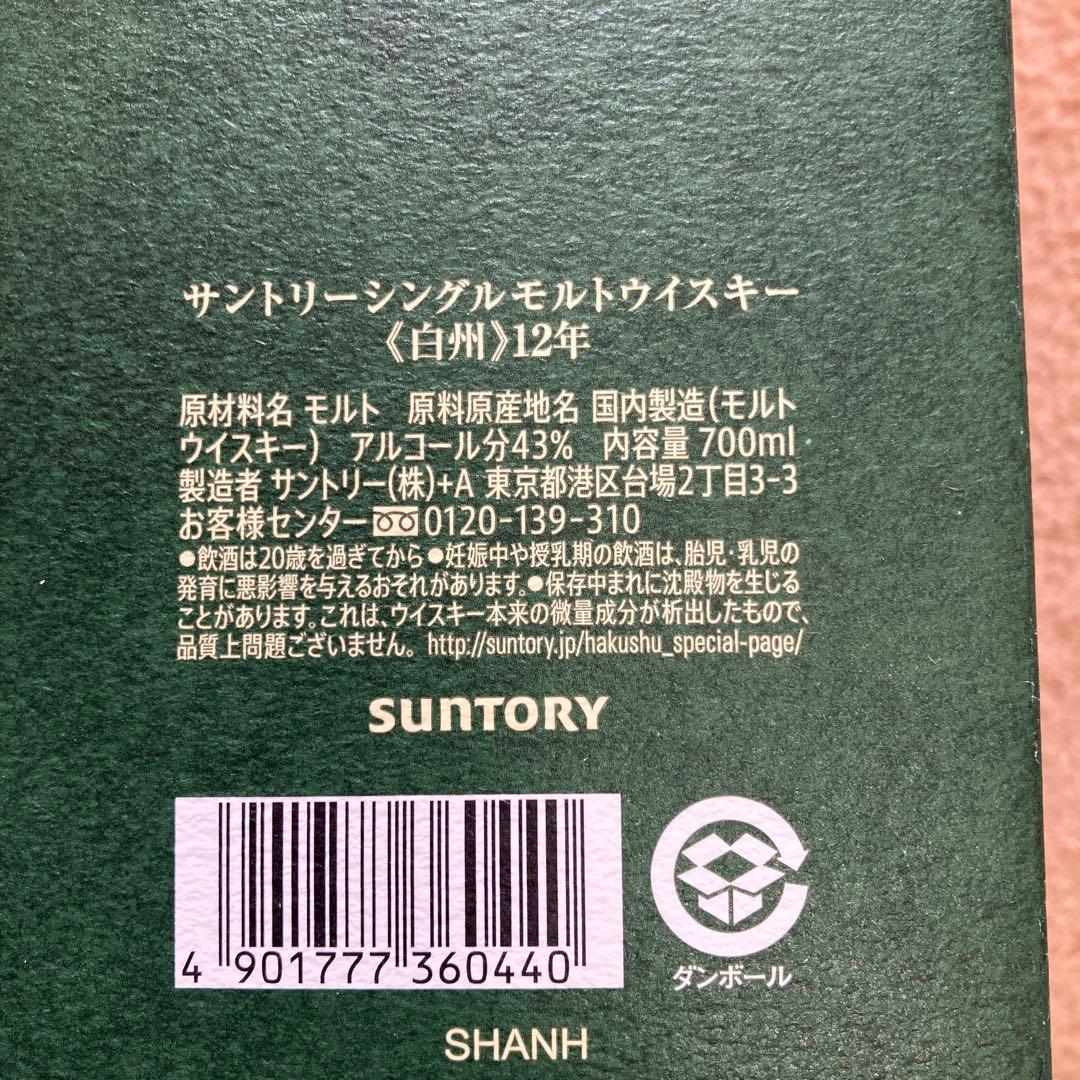 サントリーシングルモルトウイスキー
《白州》12年
原材料名 モルト　原料原産地名 国内製造(モルト
ウイスキー)　アルコール分43%　内容量 700ml
製造者 サントリー(株)+A 東京都港区台場2丁目3-3
お客様センター 0120-139-310
●飲酒は20歳を過ぎてから ●妊娠中や授乳期の飲酒は、胎児・乳児の
発育に悪影響を与えるおそれがあります。●保存中まれに沈殿物を生じる
ことがあります。これは、ウイスキー本来の微量成分が析出したもので、
品質上問題ございません。 http://suntory.jp/hakushu_special-page/
SUNTORY
4 901777 360440
ダンボール
SHANH